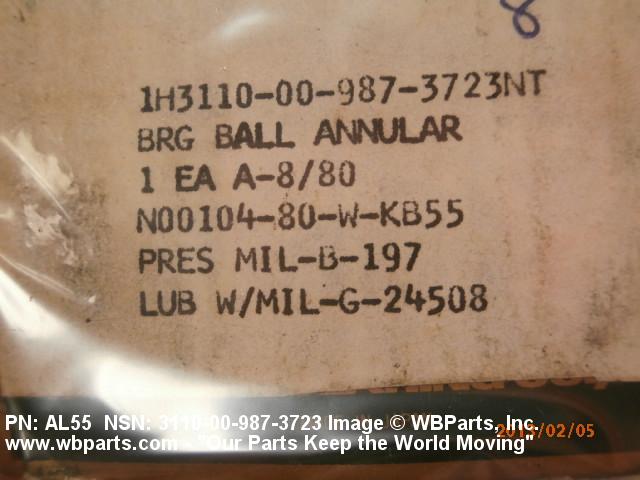 8
1H3110-00-987-3723NT
BRG BALL ANNULAR
1 EA A-8/80
N00104-80-W-KB55
PRES MIL-B-197
LUB W/MIL-G-24508
PN: AL55 NSN: 3110-00-987-3723 Image © WBParts, Inc.
2013/02/05
www.wbparts.com - "Our Parts Keep the World Moving"